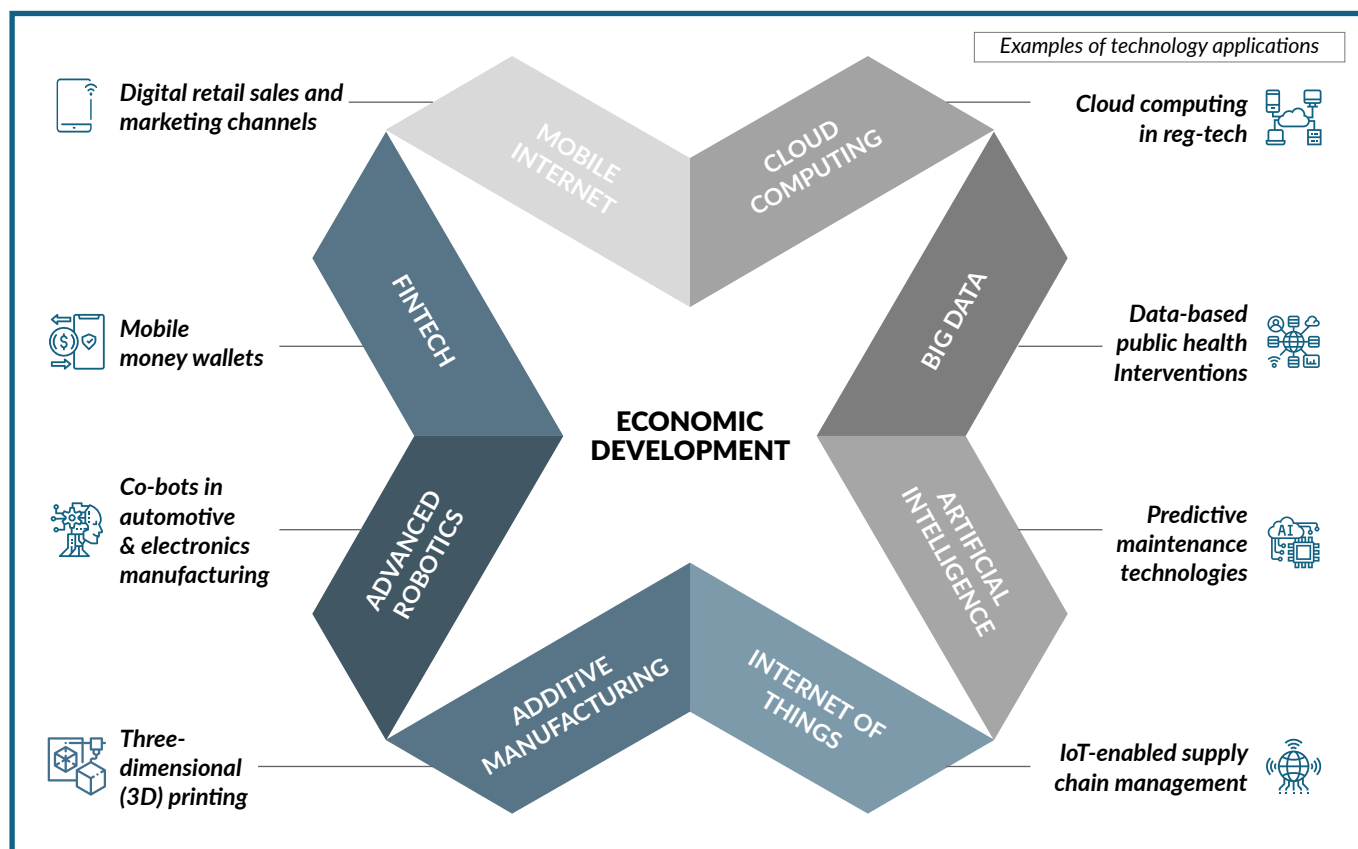 Examples of technology applications
Digital retail sales and
marketing channels
MOBILE
INTERNET
CLOUD
COMPUTING
Cloud computing
in reg-tech
Mobile
money wallets
$
FINTECH
BIG DATA
Data-based
public health
Interventions
ECONOMIC
DEVELOPMENT
Co-bots in
automotive
& electronics
manufacturing
ADVANCED
ROBOTICS
ARTIFICIAL
INTELLIGENCE
Predictive
maintenance
technologies
AI
Three-
dimensional
(3D) printing
ADDITIVE
MANUFACTURING
INTERNET OF
THINGS
IoT-enabled supply
chain management